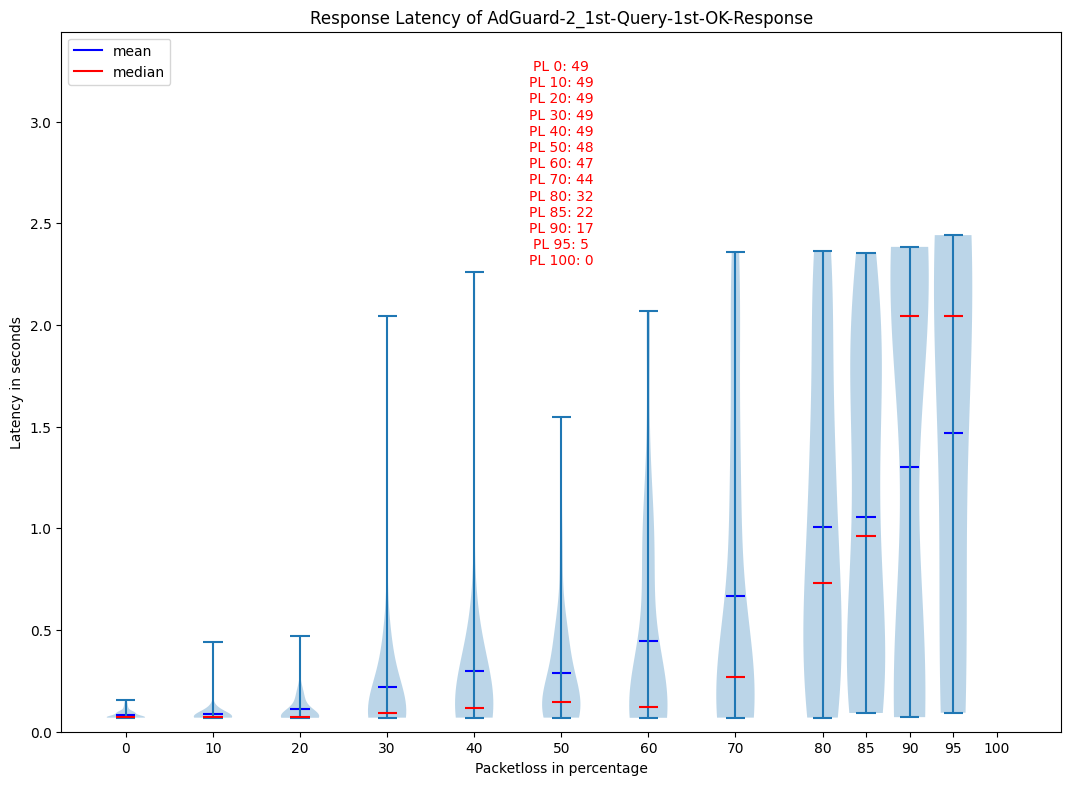 Response Latency of AdGuard-2_1st-Query-1st-OK-Response
mean
median
PL 0: 49
PL 10: 49
PL 20: 49
PL 30: 49
PL 40: 49
PL 50: 48
PL 60: 47
PL 70: 44
PL 80: 32
PL 85: 22
PL 90: 17
PL 95: 5
PL 100: 0
Latency in seconds
3.0
2.5
2.0
1.5
1.0
0.5
0.0
0 10 20 30 40 50 60 70 80 85 90 95 100
Packetloss in percentage